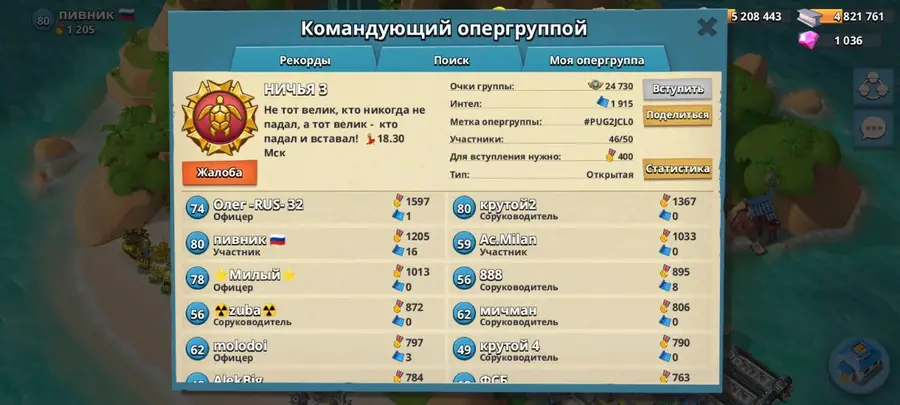 80 пивник
1 205
Командующий опергруппой
5 208 443
4 821 761
1 036
Рекорды
Поиск
Моя опергруппа
НИЧЬЯ 3
Не тот велик, кто никогда не
падал, а тот велик - кто
падал и вставал! 💃18.30
Мск
Жалоба
Очки группы: 24 730
Интел: 1 915
Метка опергруппы: #PUG2JCL0
Участники: 46/50
Для вступления нужно: 400
Тип: Открытая
Вступить
Поделиться
Статистика
74 Олег -RUS- 32 1597
Офицер 1
80 крутой2 1367
Соруководитель 0
80 пивник 🇷🇺 1205
Участник 16
59 Ac.Milan 1033
Участник 0
78 ⭐Милый⭐ 1013
Офицер 0
56 888 895
Соруководитель 8
56 ☢zuba☢ 872
Соруководитель 0
62 мичман 806
Соруководитель 0
62 molodoi 797
Офицер 3
49 крутой 4 790
Соруководитель 0
AlekBig 784
ФСБ 763